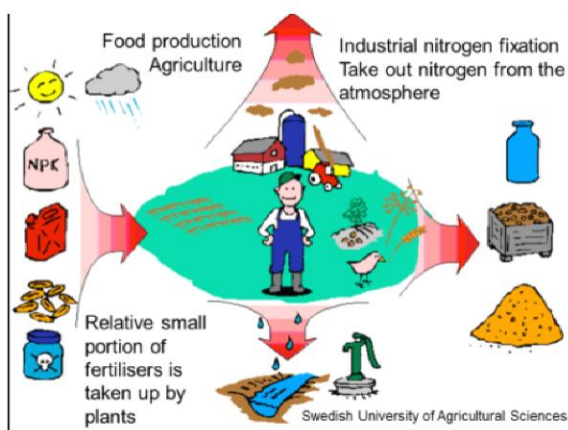 Food production
Agriculture
Industrial nitrogen fixation
Take out nitrogen from the
atmosphere
NPK
Relative small
portion of
fertilisers is
taken up by
plants
Swedish University of Agricultural Sciences